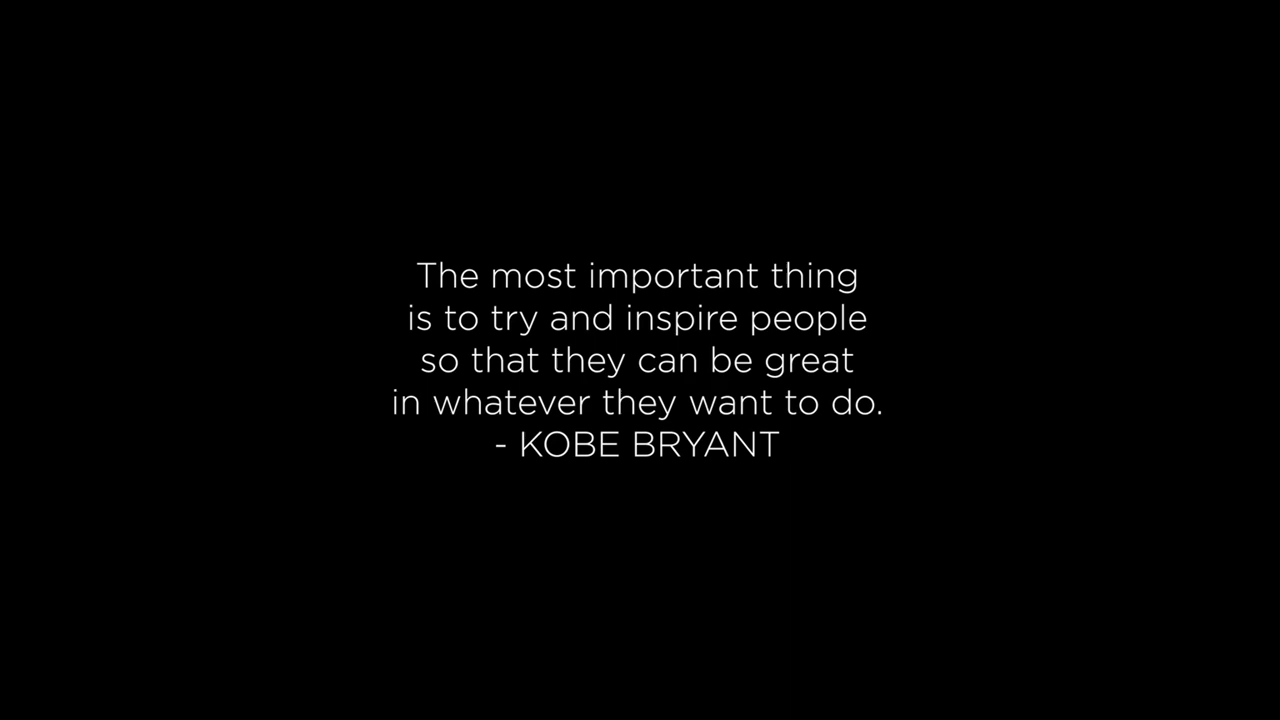 The most important thing
is to try and inspire people
so that they can be great
in whatever they want to do.
- KOBE BRYANT